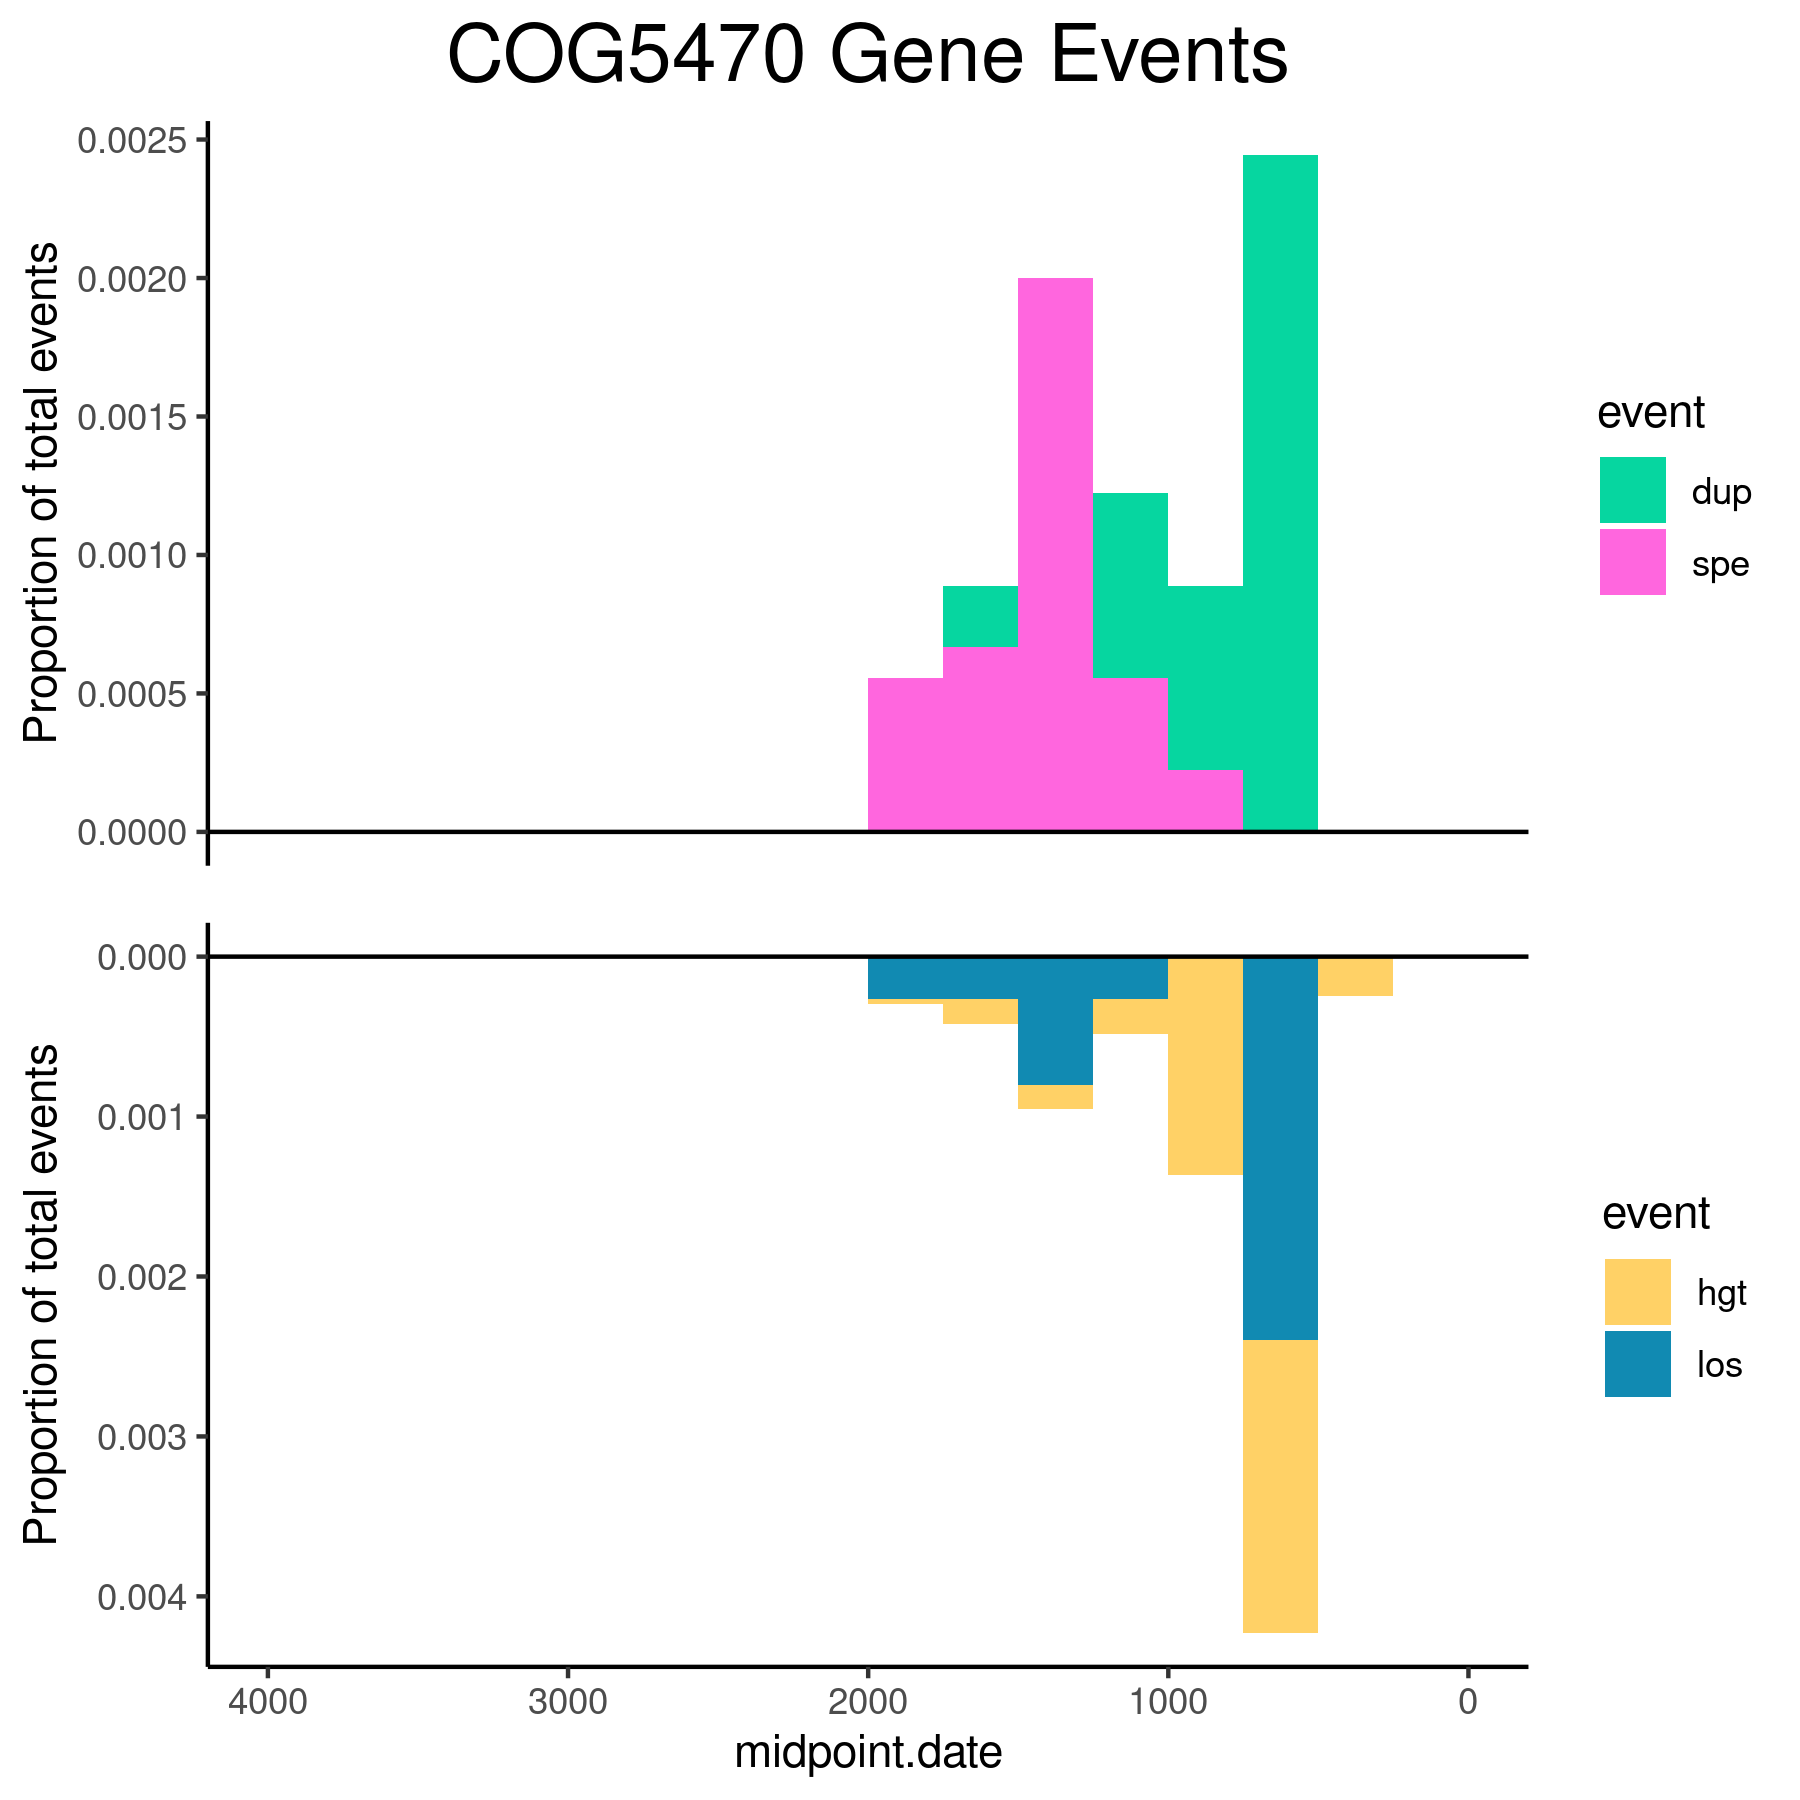 COG5470 Gene Events
Proportion of total events
0.0025
0.0020
0.0015
0.0010
0.0005
0.0000
event
dup
spe
Proportion of total events
0.000
0.001
0.002
0.003
0.004
event
hgt
los
4000 3000 2000 1000 0
midpoint.date